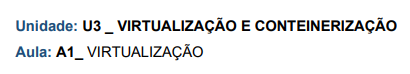 Unidade: U3 _ VIRTUALIZAÇÃO E CONTEINERIZAÇÃO
Aula: A1_ VIRTUALIZAÇÃO